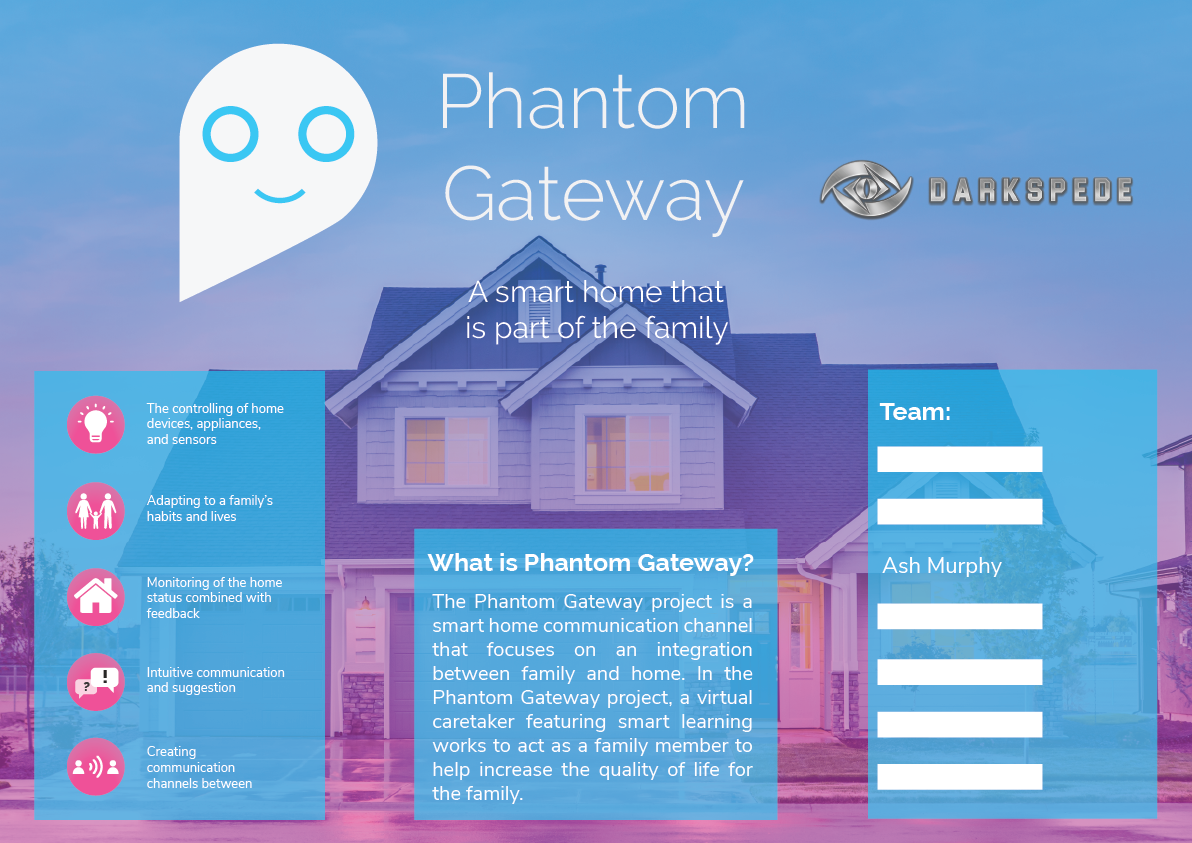 Phantom
Gateway
DARKSPEDE
A smart home that
is part of the family
The controlling of home
devices, appliances,
and sensors
Adapting to a family's
habits and lives
Monitoring of the home
status combined with
feedback
? !
Intuitive communication
and suggestion
Creating
communication
channels between
What is Phantom Gateway?
The Phantom Gateway project is a
smart home communication channel
that focuses on an integration
between family and home. In the
Phantom Gateway project, a virtual
caretaker featuring smart learning
works to act as a family member to
help increase the quality of life for
the family.
Team:
Ash Murphy